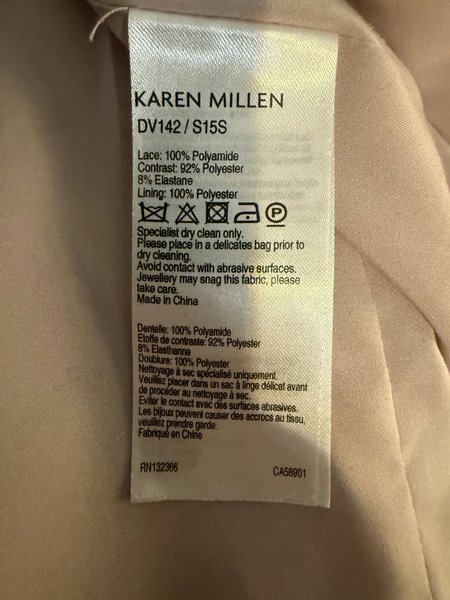 KAREN MILLEN
DV142 / S15S
Lace: 100% Polyamide
Contrast: 92% Polyester
8% Elastane
Lining: 100% Polyester
P
Specialist dry clean only.
Please place in a delicates bag prior to
dry cleaning.
Avoid contact with abrasive surfaces.
Jewellery may snag this fabric, please
take care.
Made in China
Dentelle: 100% Polyamide
Etoffe de contraste: 92% Polyester
8% Elasthanne
Doublure: 100% Polyester
Nettoyage à sec spécialisé uniquement.
Veuillez placer dans un sac à linge délicat avant
de procéder au nettoyage à sec.
Eviter le contact avec des surfaces abrasives.
Les bijoux peuvent causer des accrocs au tissu,
veuillez prendre garde.
Fabriqué en Chine
RN132366
CA58901